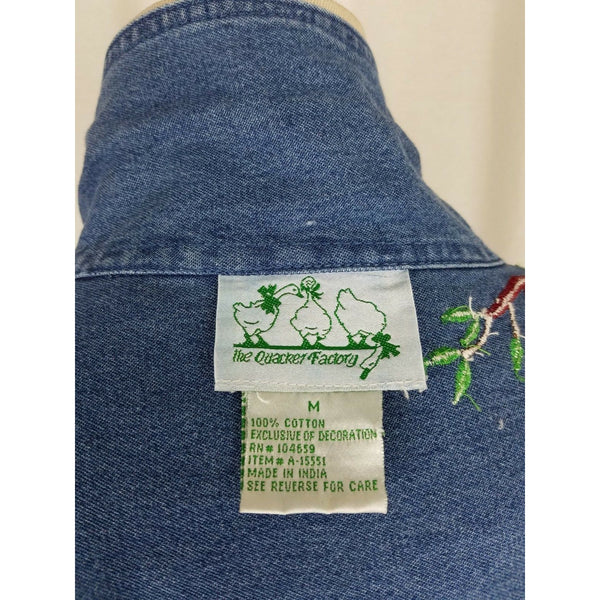 the Quacker Factory
M
100% COTTON
EXCLUSIVE OF DECORATION
RN# 104659
ITEM# A-15551
MADE IN INDIA
SEE REVERSE FOR CARE